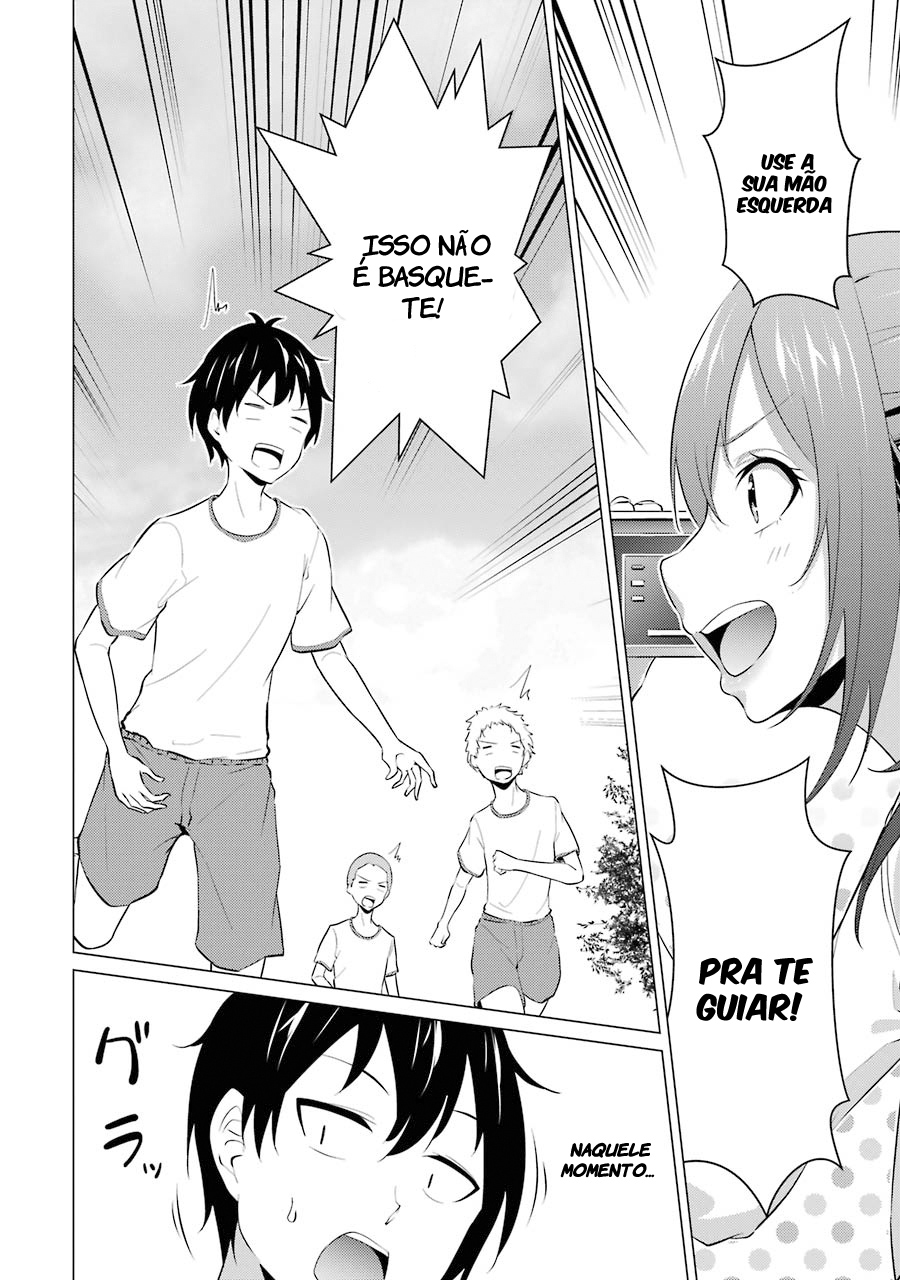 USE A
SUA MÃO
ESQUERDA
PRA TE
GUIAR!
ISSO NÃO
É BASQUE-
TE!
NAQUELE
MOMENTO...
グラッ